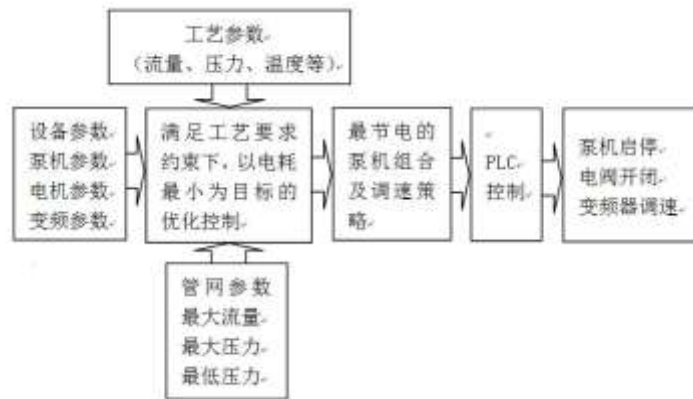 工艺参数
（流量、压力、温度等）
设备参数
泵机参数
电机参数
变频参数
满足工艺要求
约束下，以电耗
最小为目标的
优化控制
最节电的
泵机组合
及调速策
略
PLC
控制
泵机启停
电阀开闭
变频器调速
管网参数
最大流量
最大压力
最低压力